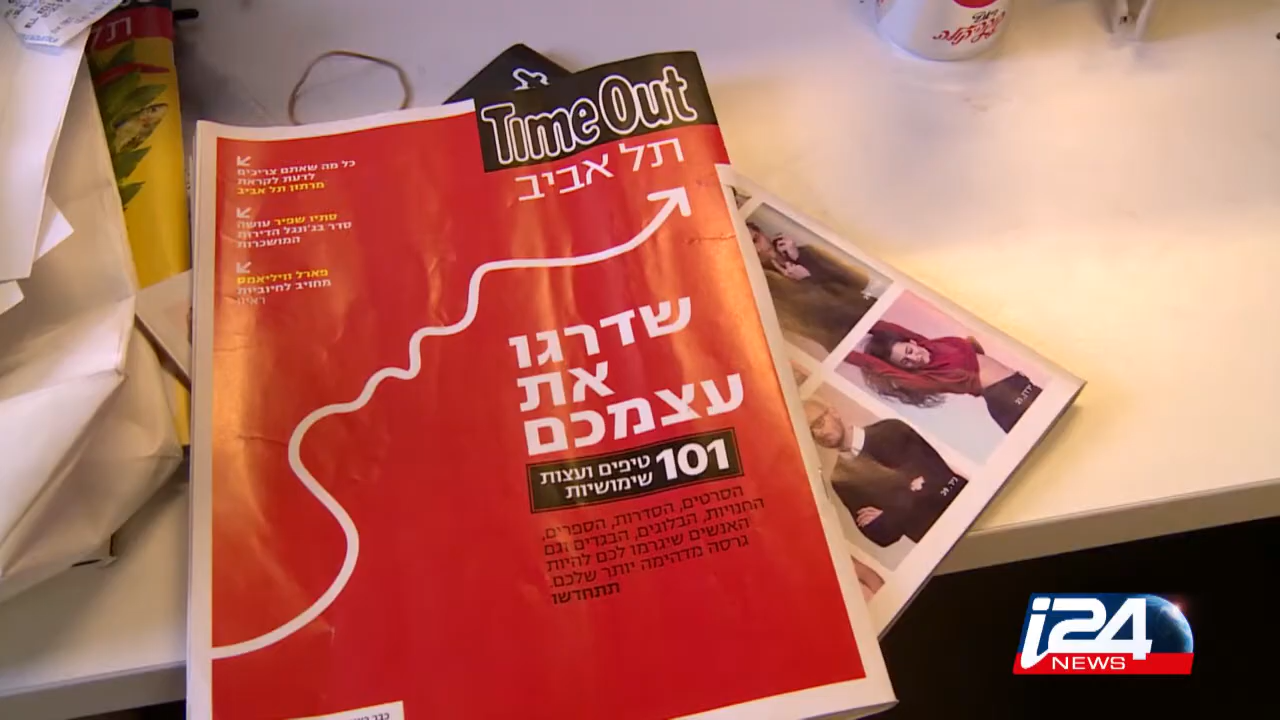 Time Out
תל אביב
כל מה שאתם צריכים
לדעת לקראת
מרתון תל אביב
סתיו שפיר עושה
סדר בג'ונגל הדירות
המושכרות
פארל וויליאמס
מחויב לחיוביות
ראיון
שדרגו
את
עצמכם
101 טיפים ועצות
שימושיות
הסרטים, הסדרות, הספרים,
החנויות, הבלוגים, הבגדים וגם
האנשים שיגרמו לכם להיות
גרסה מדהימה יותר שלכם.
תתחדשו
i24
NEWS